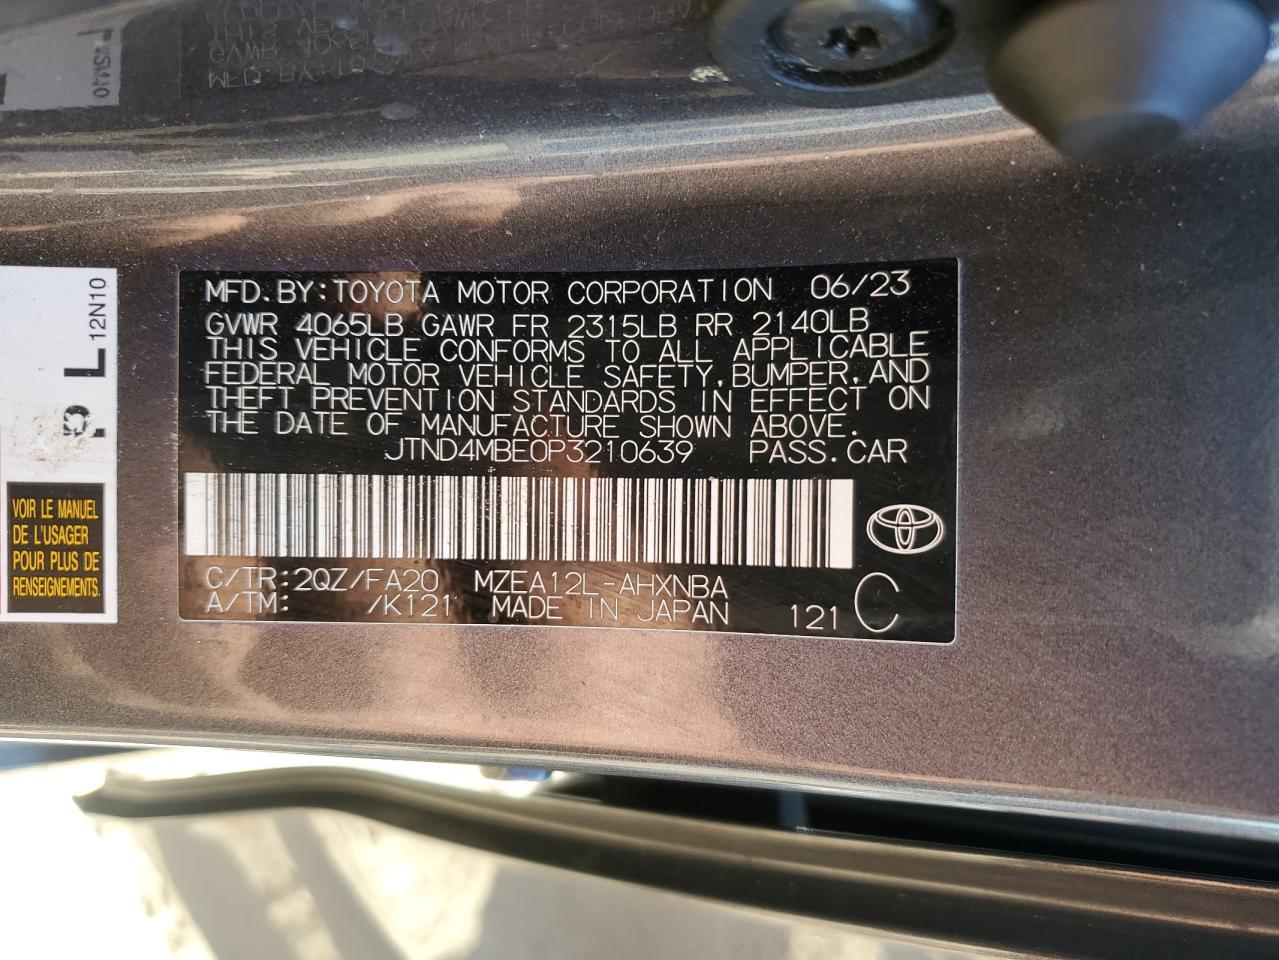 12N10
L
VOIR LE MANUEL
DE L'USAGER
POUR PLUS DE
RENSEIGNEMENTS.
MFD.BY:TOYOTA MOTOR CORPORATION 06/23
GVWR 4065LB GAWR FR 2315LB RR 2140LB
THIS VEHICLE CONFORMS TO ALL APPLICABLE
FEDERAL MOTOR VEHICLE SAFETY,BUMPER,AND
THEFT PREVENTION STANDARDS IN EFFECT ON
THE DATE OF MANUFACTURE SHOWN ABOVE.
JTND4MBE0P3210639 PASS.CAR
C/TR:2QZ/FA20 MZEA12L-AHXNBA
A/TM: /K121 MADE IN JAPAN 121 C